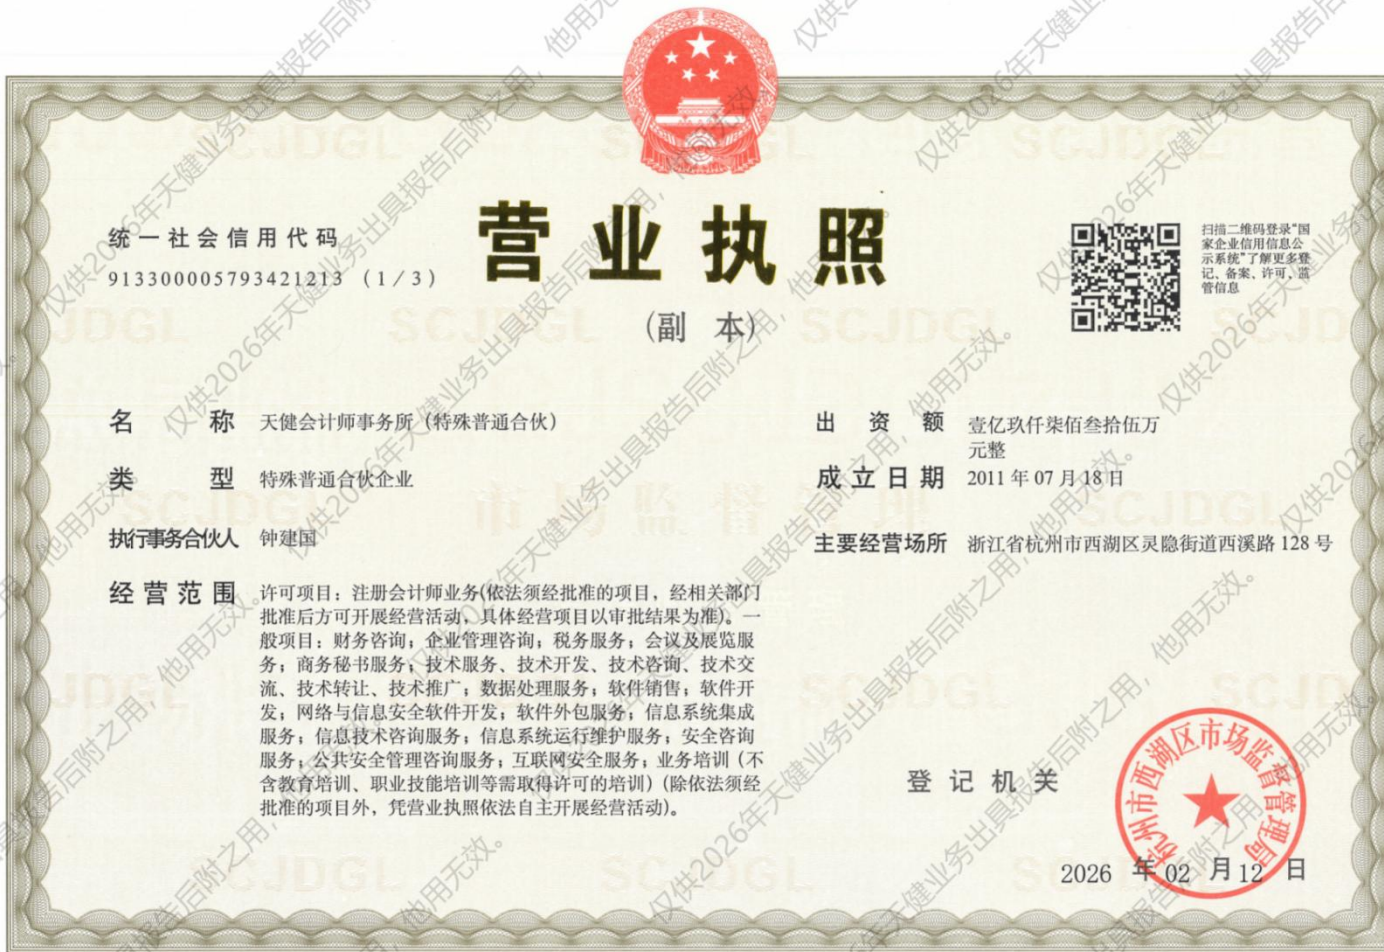 营业执照
(副 本)
统一社会信用代码
913300005793421213 (1/3)
扫描二维码登录“国
家企业信用信息公
示系统”了解更多登
记、备案、许可、监
管信息
名 称 天健会计师事务所（特殊普通合伙）
类 型 特殊普通合伙企业
执行事务合伙人 钟建国
经营范围 许可项目：注册会计师业务(依法须经批准的项目，经相关部门
批准后方可开展经营活动，具体经营项目以审批结果为准)。一
般项目：财务咨询；企业管理咨询；税务服务；会议及展览服
务；商务秘书服务；技术服务、技术开发、技术咨询、技术交
流、技术转让、技术推广；数据处理服务；软件销售；软件开
发；网络与信息安全软件开发；软件外包服务；信息系统集成
服务；信息技术咨询服务；信息系统运行维护服务；安全咨询
服务；公共安全管理咨询服务；互联网安全服务；业务培训（不
含教育培训、职业技能培训等需取得许可的培训）(除依法须经
批准的项目外，凭营业执照依法自主开展经营活动)。
出 资 额 壹亿玖仟柒佰叁拾伍万
元整
成立日期 2011 年 07 月 18 日
主要经营场所 浙江省杭州市西湖区灵隐街道西溪路 128 号
登记机关
杭州市西湖区市场监督管理局
2026 年 02 月 12 日
仅供2026年天健业务出具报告后附之用，他用无效。
SCJDGL
市场监督管理